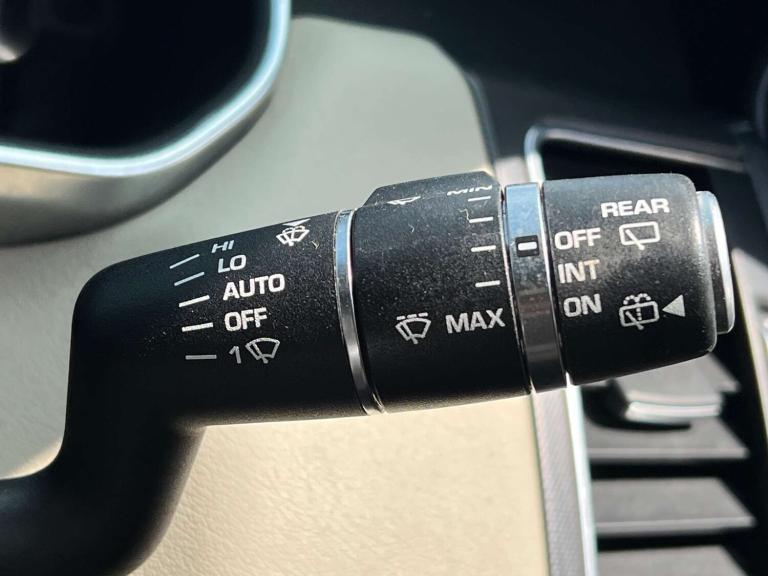 HI
LO
AUTO
OFF
1
MIN
MAX
REAR
OFF
INT
ON